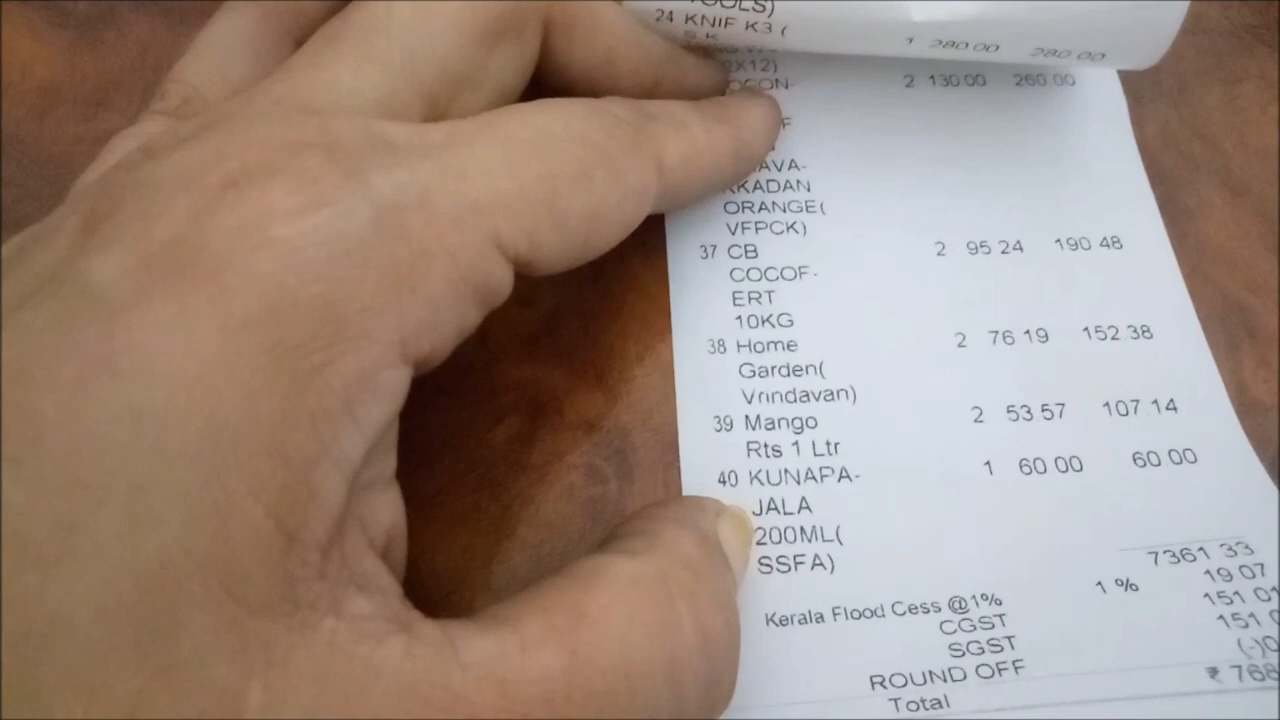 TOOLS)
24 KNIF K3 ( 1 280.00 280.00
S.K
2 130.00 260.00
ORANGE(
VFPCK)
37 CB 2 95.24 190.48
COCOF-
ERT
10KG
38 Home 2 76.19 152.38
Garden(
Vrindavan)
39 Mango 2 53.57 107.14
Rts 1 Ltr
40 KUNAPA- 1 60.00 60.00
JALA
200ML(
SSFA)
7361.33
Kerala Flood Cess @1% 1 % 19.07
CGST 151.01
SGST
ROUND OFF
Total